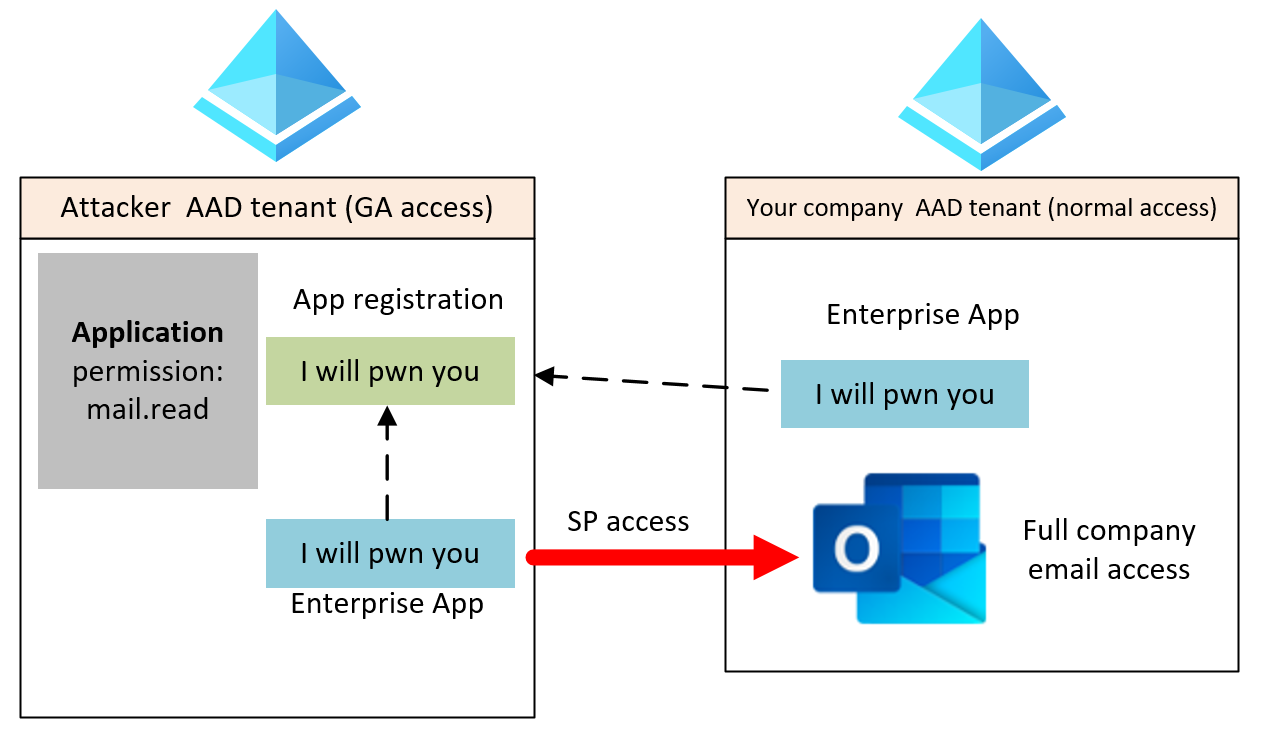 Attacker  AAD tenant (GA access)
Application
permission:
mail.read
App registration
I will pwn you
I will pwn you
Enterprise App
SP access
Your company  AAD tenant (normal access)
Enterprise App
I will pwn you
O
Full company
email access